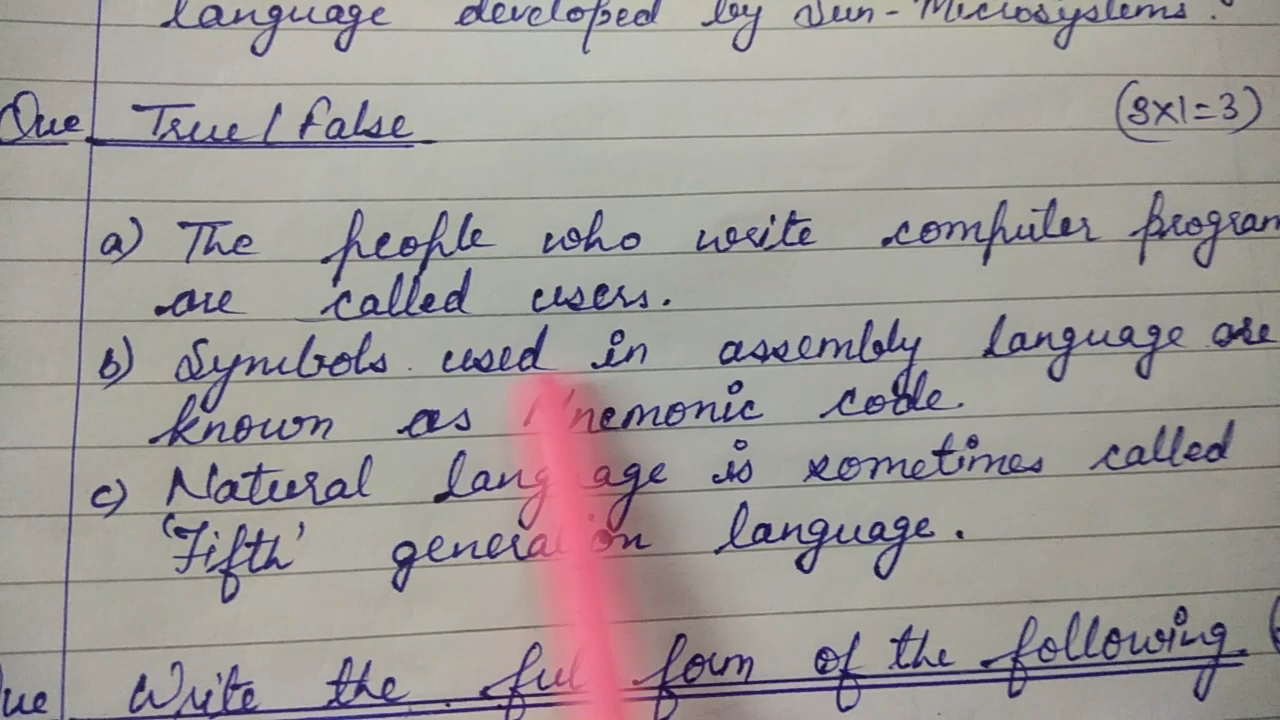 language developed by Sun-Microsystems.
Que True/False (3x1=3)
a) The people who write computer program
are called users.
b) Symbols used in assembly language are
known as Mnemonic code.
c) Natural language is sometimes called
'Fifth' generation language.
Que Write the full form of the following